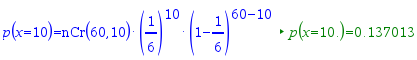 p(x=10)=nCr(60,10)·(1/6)^10·(1-1/6)^(60-10) ▸ p(x=10.)=0.137013